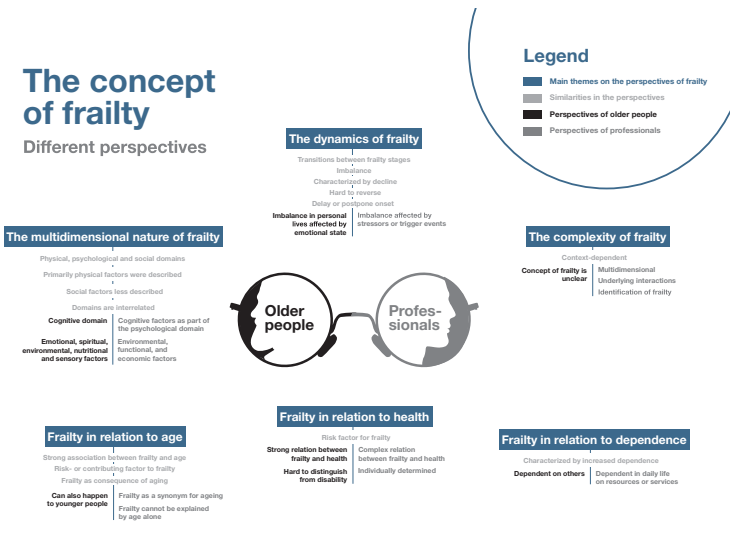 The concept
of frailty
Different perspectives
Legend
Main themes on the perspectives of frailty
Similarities in the perspectives
Perspectives of older people
Perspectives of professionals
The dynamics of frailty
Transitions between frailty stages
Imbalance
Characterized by decline
Hard to reverse
Delay or postpone onset
Imbalance in personal
lives affected by
emotional state
Imbalance affected by
stressors or trigger events
The multidimensional nature of frailty
Physical, psychological and social domains
Primarily physical factors were described
Social factors less described
Domains are interrelated
Cognitive domain
Cognitive factors as part of
the psychological domain
Emotional, spiritual,
environmental, nutritional
and sensory factors
Environmental,
functional, and
economic factors
The complexity of frailty
Context-dependent
Concept of frailty is
unclear
Multidimensional
Underlying interactions
Identification of frailty
Older
people
Profes-
sionals
Frailty in relation to age
Strong association between frailty and age
Risk- or contributing factor to frailty
Frailty as consequence of aging
Can also happen
to younger people
Frailty as a synonym for ageing
Frailty cannot be explained
by age alone
Frailty in relation to health
Risk factor for frailty
Strong relation between
frailty and health
Hard to distinguish
from disability
Complex relation
between frailty and health
Individually determined
Frailty in relation to dependence
Characterized by increased dependence
Dependent on others
Dependent in daily life
on resources or services